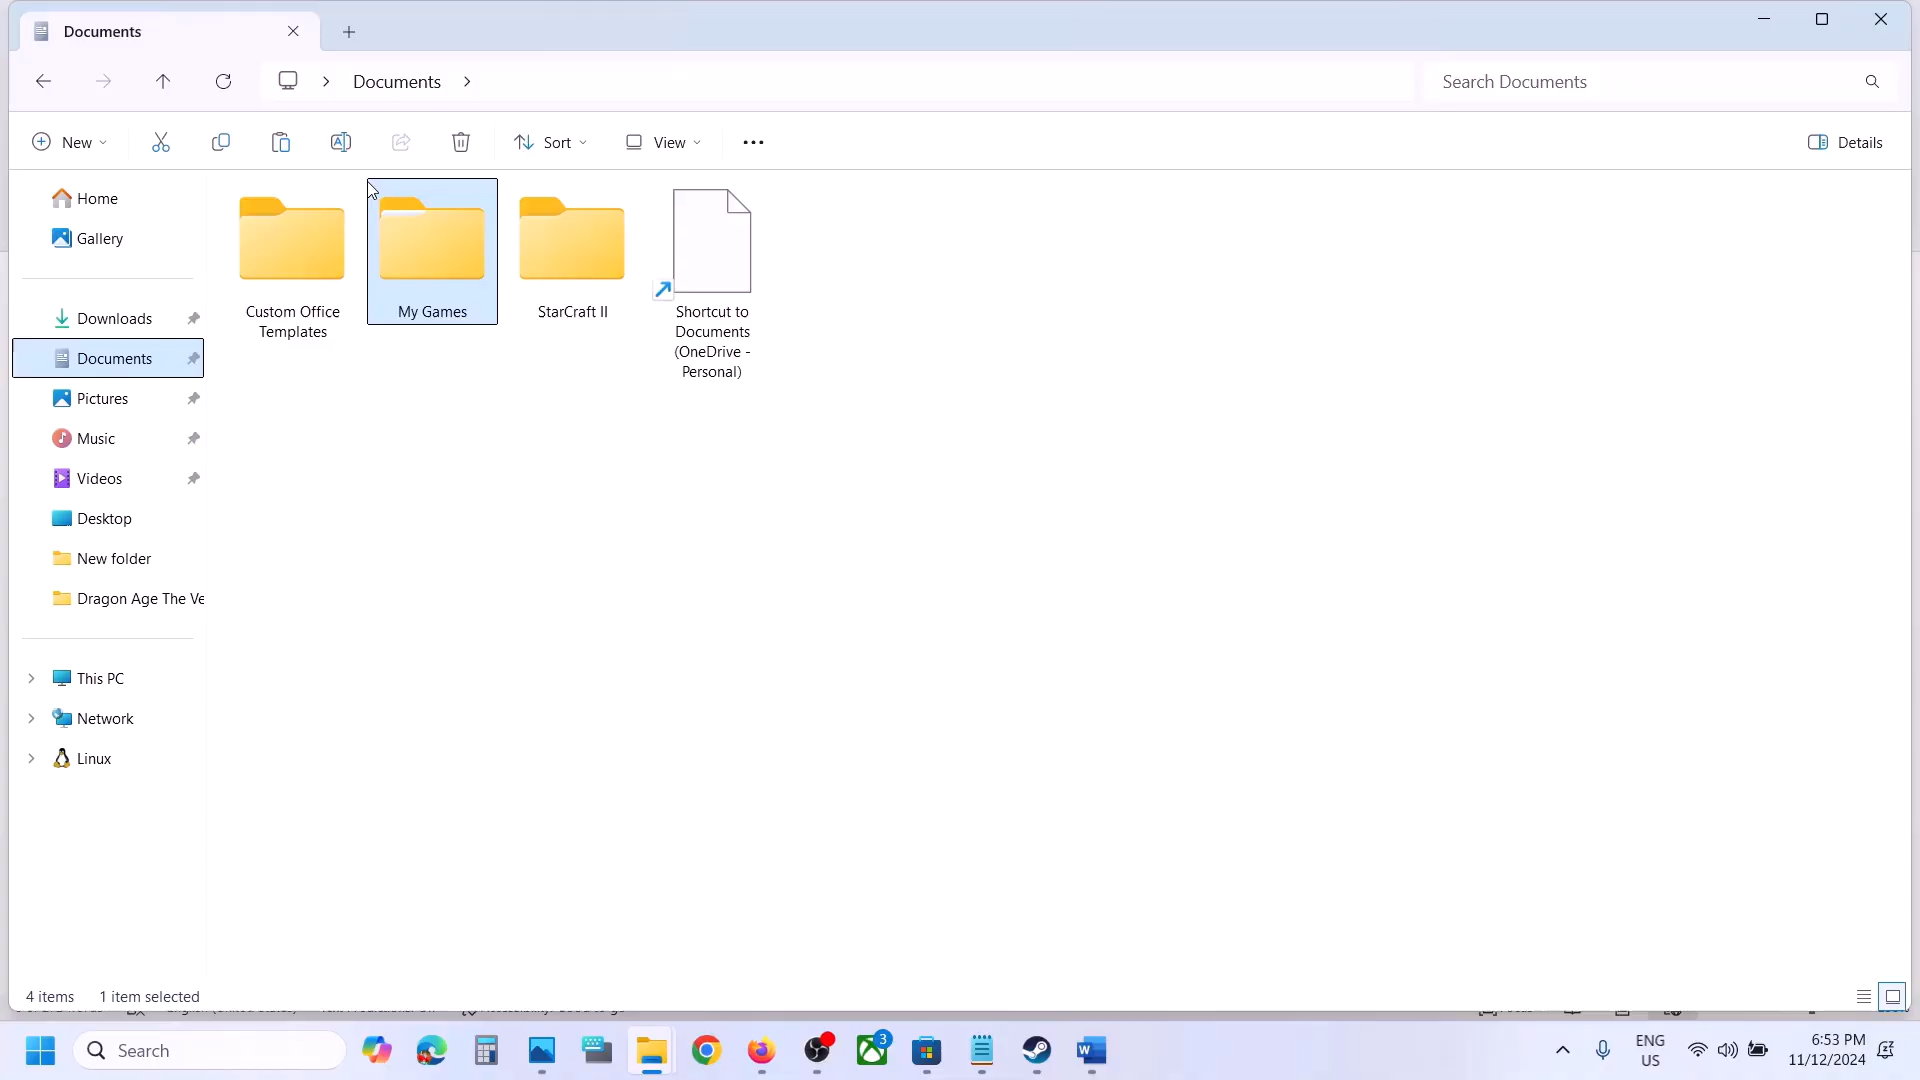 Documents
Documents
Search Documents
New
Sort
View
Details
Home
Gallery
Downloads
Documents
Pictures
Music
Videos
Desktop
New folder
Dragon Age The Ve
This PC
Network
Linux
Custom Office
Templates
My Games
StarCraft II
Shortcut to
Documents
(OneDrive -
Personal)
4 items 1 item selected
Search
3
ENG
US
6:53 PM
11/12/2024